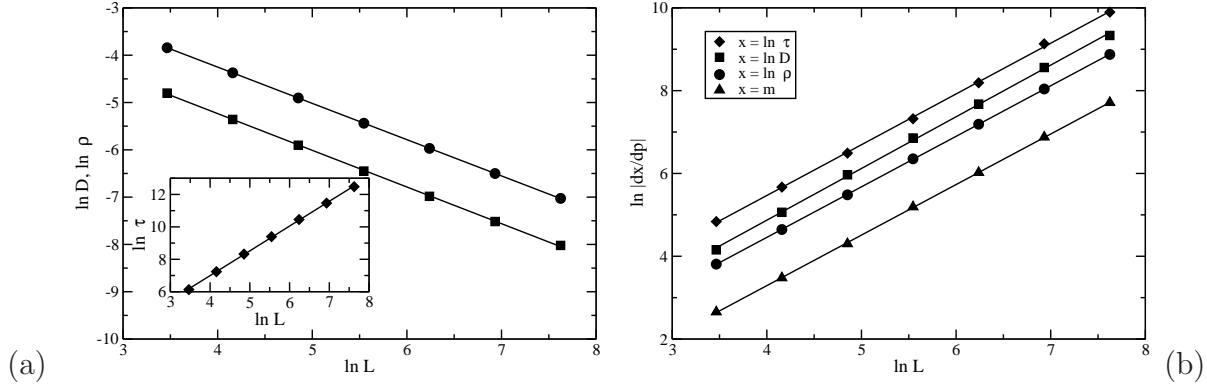 -3
-4
-5
-6
-7
-8
-9
-10
3 4 5 6 7 8
ln L
ln D, ln ρ
12
10
8
6
3 4 5 6 7 8
ln L
ln τ
(a)
10
8
6
4
2
3 4 5 6 7 8
ln L
ln |dx/dp|
x = ln τ
x = ln D
x = ln ρ
x = m
(b)